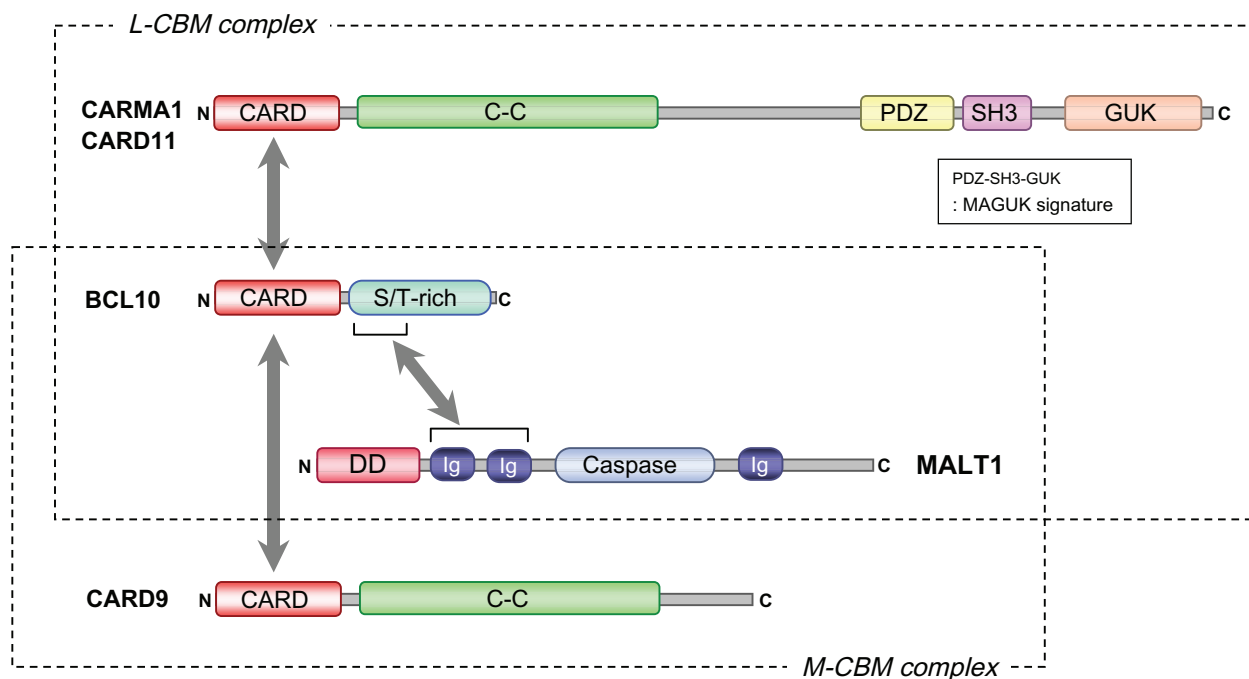 L-CBM complex
CARMA1
CARD11
N CARD C-C PDZ SH3 GUK C
PDZ-SH3-GUK
: MAGUK signature
BCL10 N CARD S/T-rich C
N DD Ig Ig Caspase Ig C MALT1
CARD9 N CARD C-C C
M-CBM complex